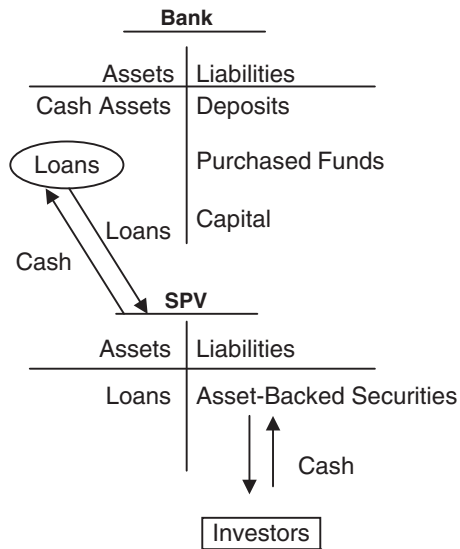 Bank
Assets Liabilities
Cash Assets Deposits
Loans Purchased Funds
Loans Capital
Cash
SPV
Assets Liabilities
Loans Asset-Backed Securities
Cash
Investors